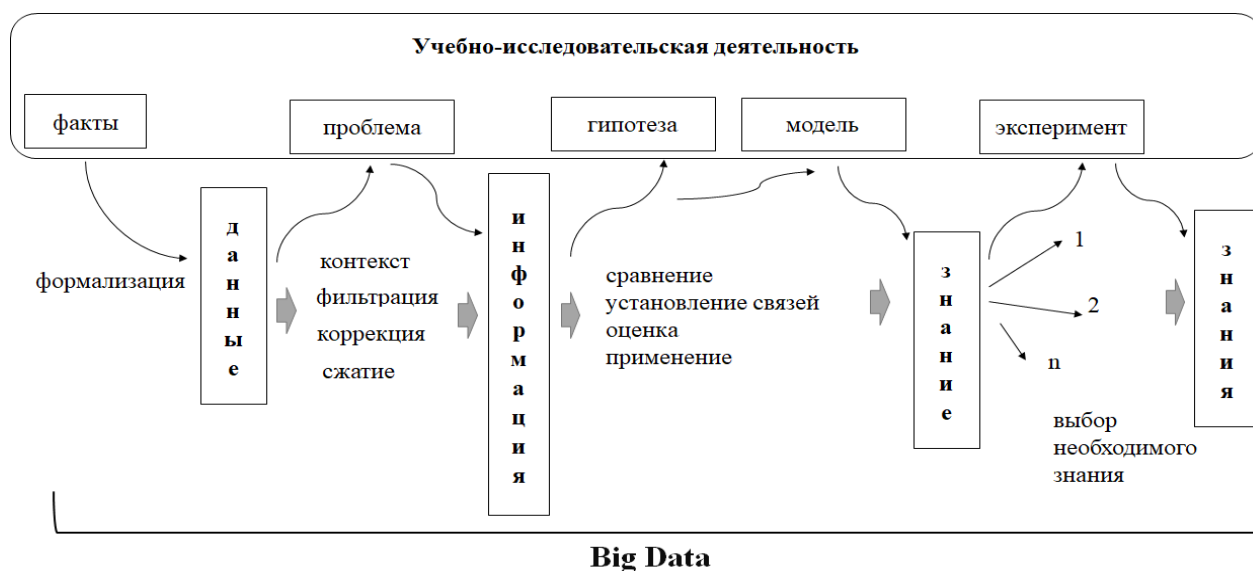 Учебно-исследовательская деятельность
факты
проблема
гипотеза
модель
эксперимент
формализация
данные
контекст
фильтрация
коррекция
сжатие
информация
сравнение
установление связей
оценка
применение
знание
1
2
n
выбор
необходимого
знания
знания
Big Data